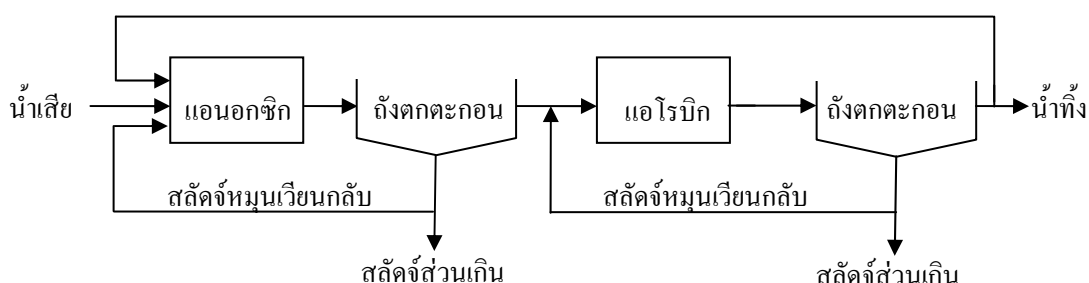 น้ำเสีย
แอนอกซิก
ถังตกตะกอน
แอโรบิก
ถังตกตะกอน
น้ำทิ้ง
สลัดจ์หมุนเวียนกลับ
สลัดจ์หมุนเวียนกลับ
สลัดจ์ส่วนเกิน
สลัดจ์ส่วนเกิน